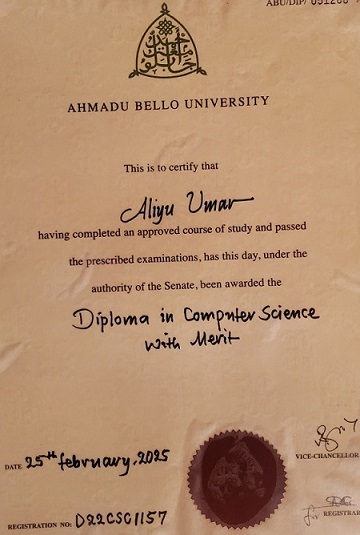 ABU/DIP/
AHMADU BELLO UNIVERSITY
This is to certify that
Aliyu Umar
having completed an approved course of study and passed
the prescribed examinations, has this day, under the
authority of the Senate, been awarded the
Diploma in Computer Science
with Merit
DATE 25th february, 2025
VICE-CHANCELLOR
REGISTRAR
REGISTRATION NO: D22CSC1157